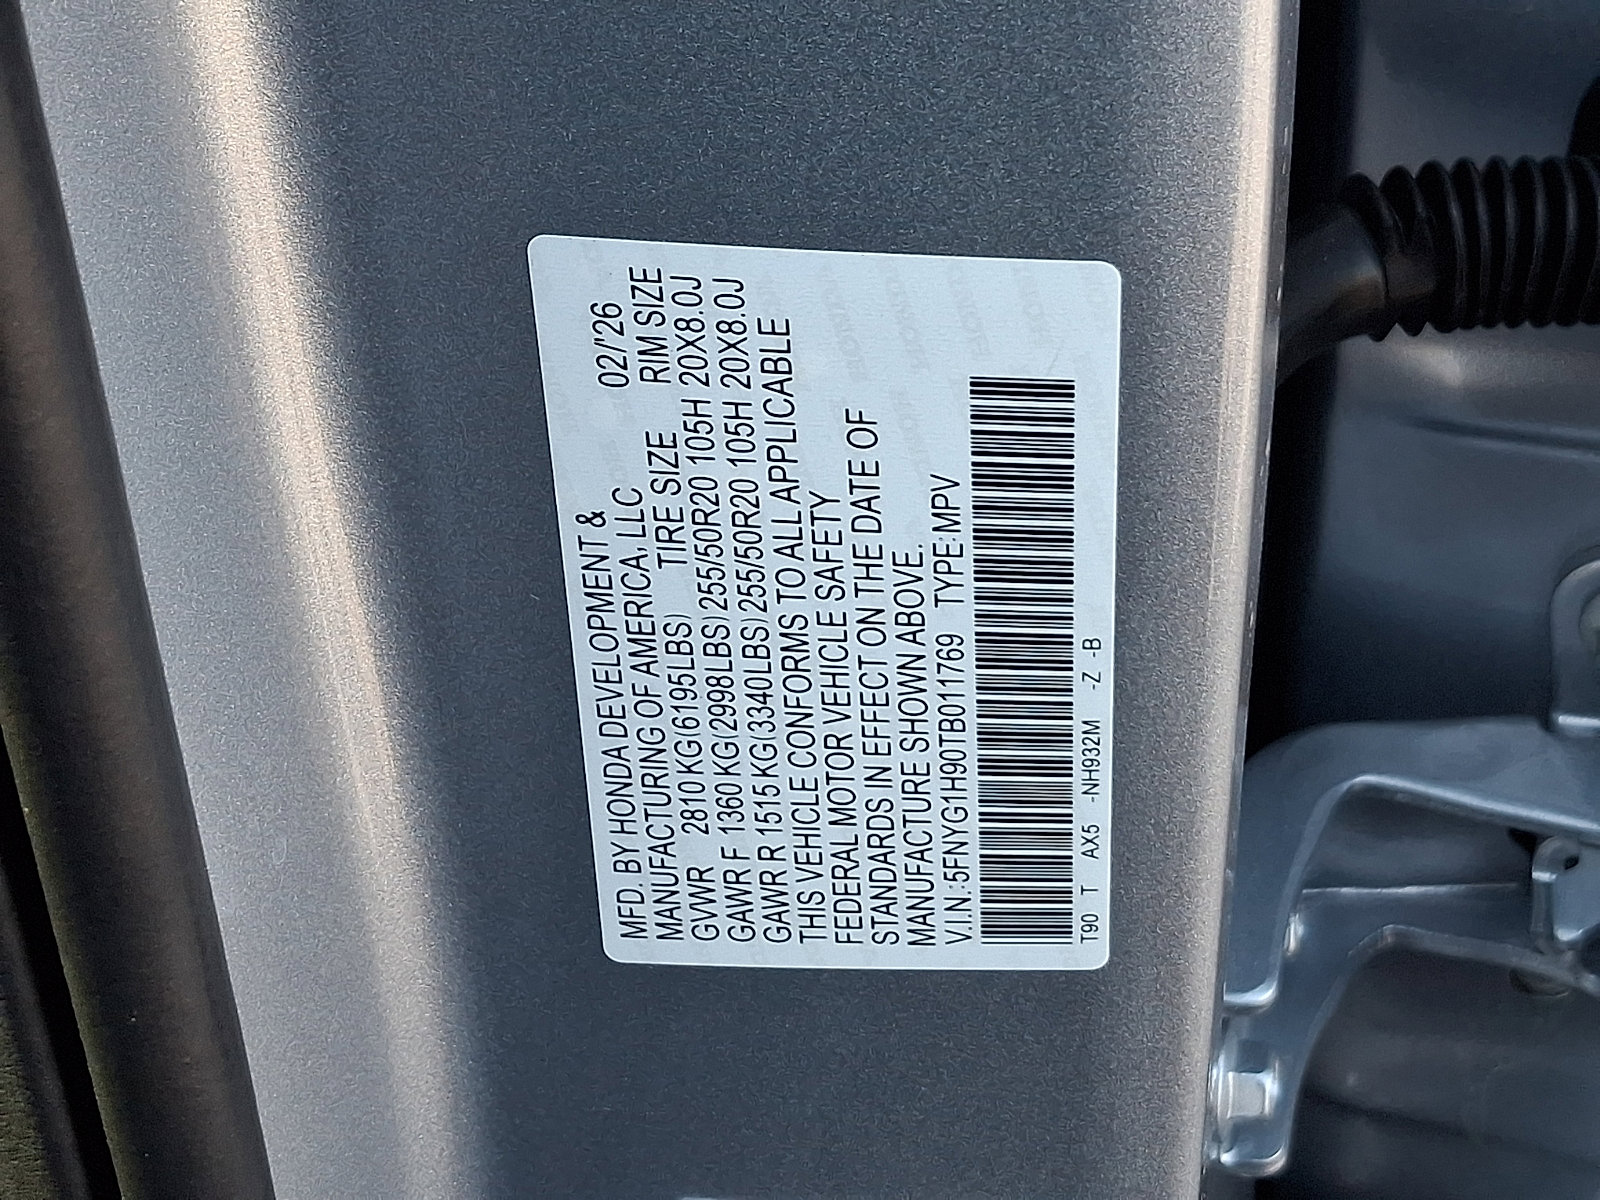 MFD. BY HONDA DEVELOPMENT & 02/'26
MANUFACTURING OF AMERICA, LLC RIM SIZE
GVWR 2810 KG(6195LBS) TIRE SIZE
GAWR F 1360 KG(2998LBS) 255/50R20 105H 20X8.0J
GAWR R 1515 KG(3340LBS) 255/50R20 105H 20X8.0J
THIS VEHICLE CONFORMS TO ALL APPLICABLE
FEDERAL MOTOR VEHICLE SAFETY
STANDARDS IN EFFECT ON THE DATE OF
MANUFACTURE SHOWN ABOVE.
V.I.N.:5FNYG1H90TB011769 TYPE:MPV
T90 T AX5 -NH932M -Z -B